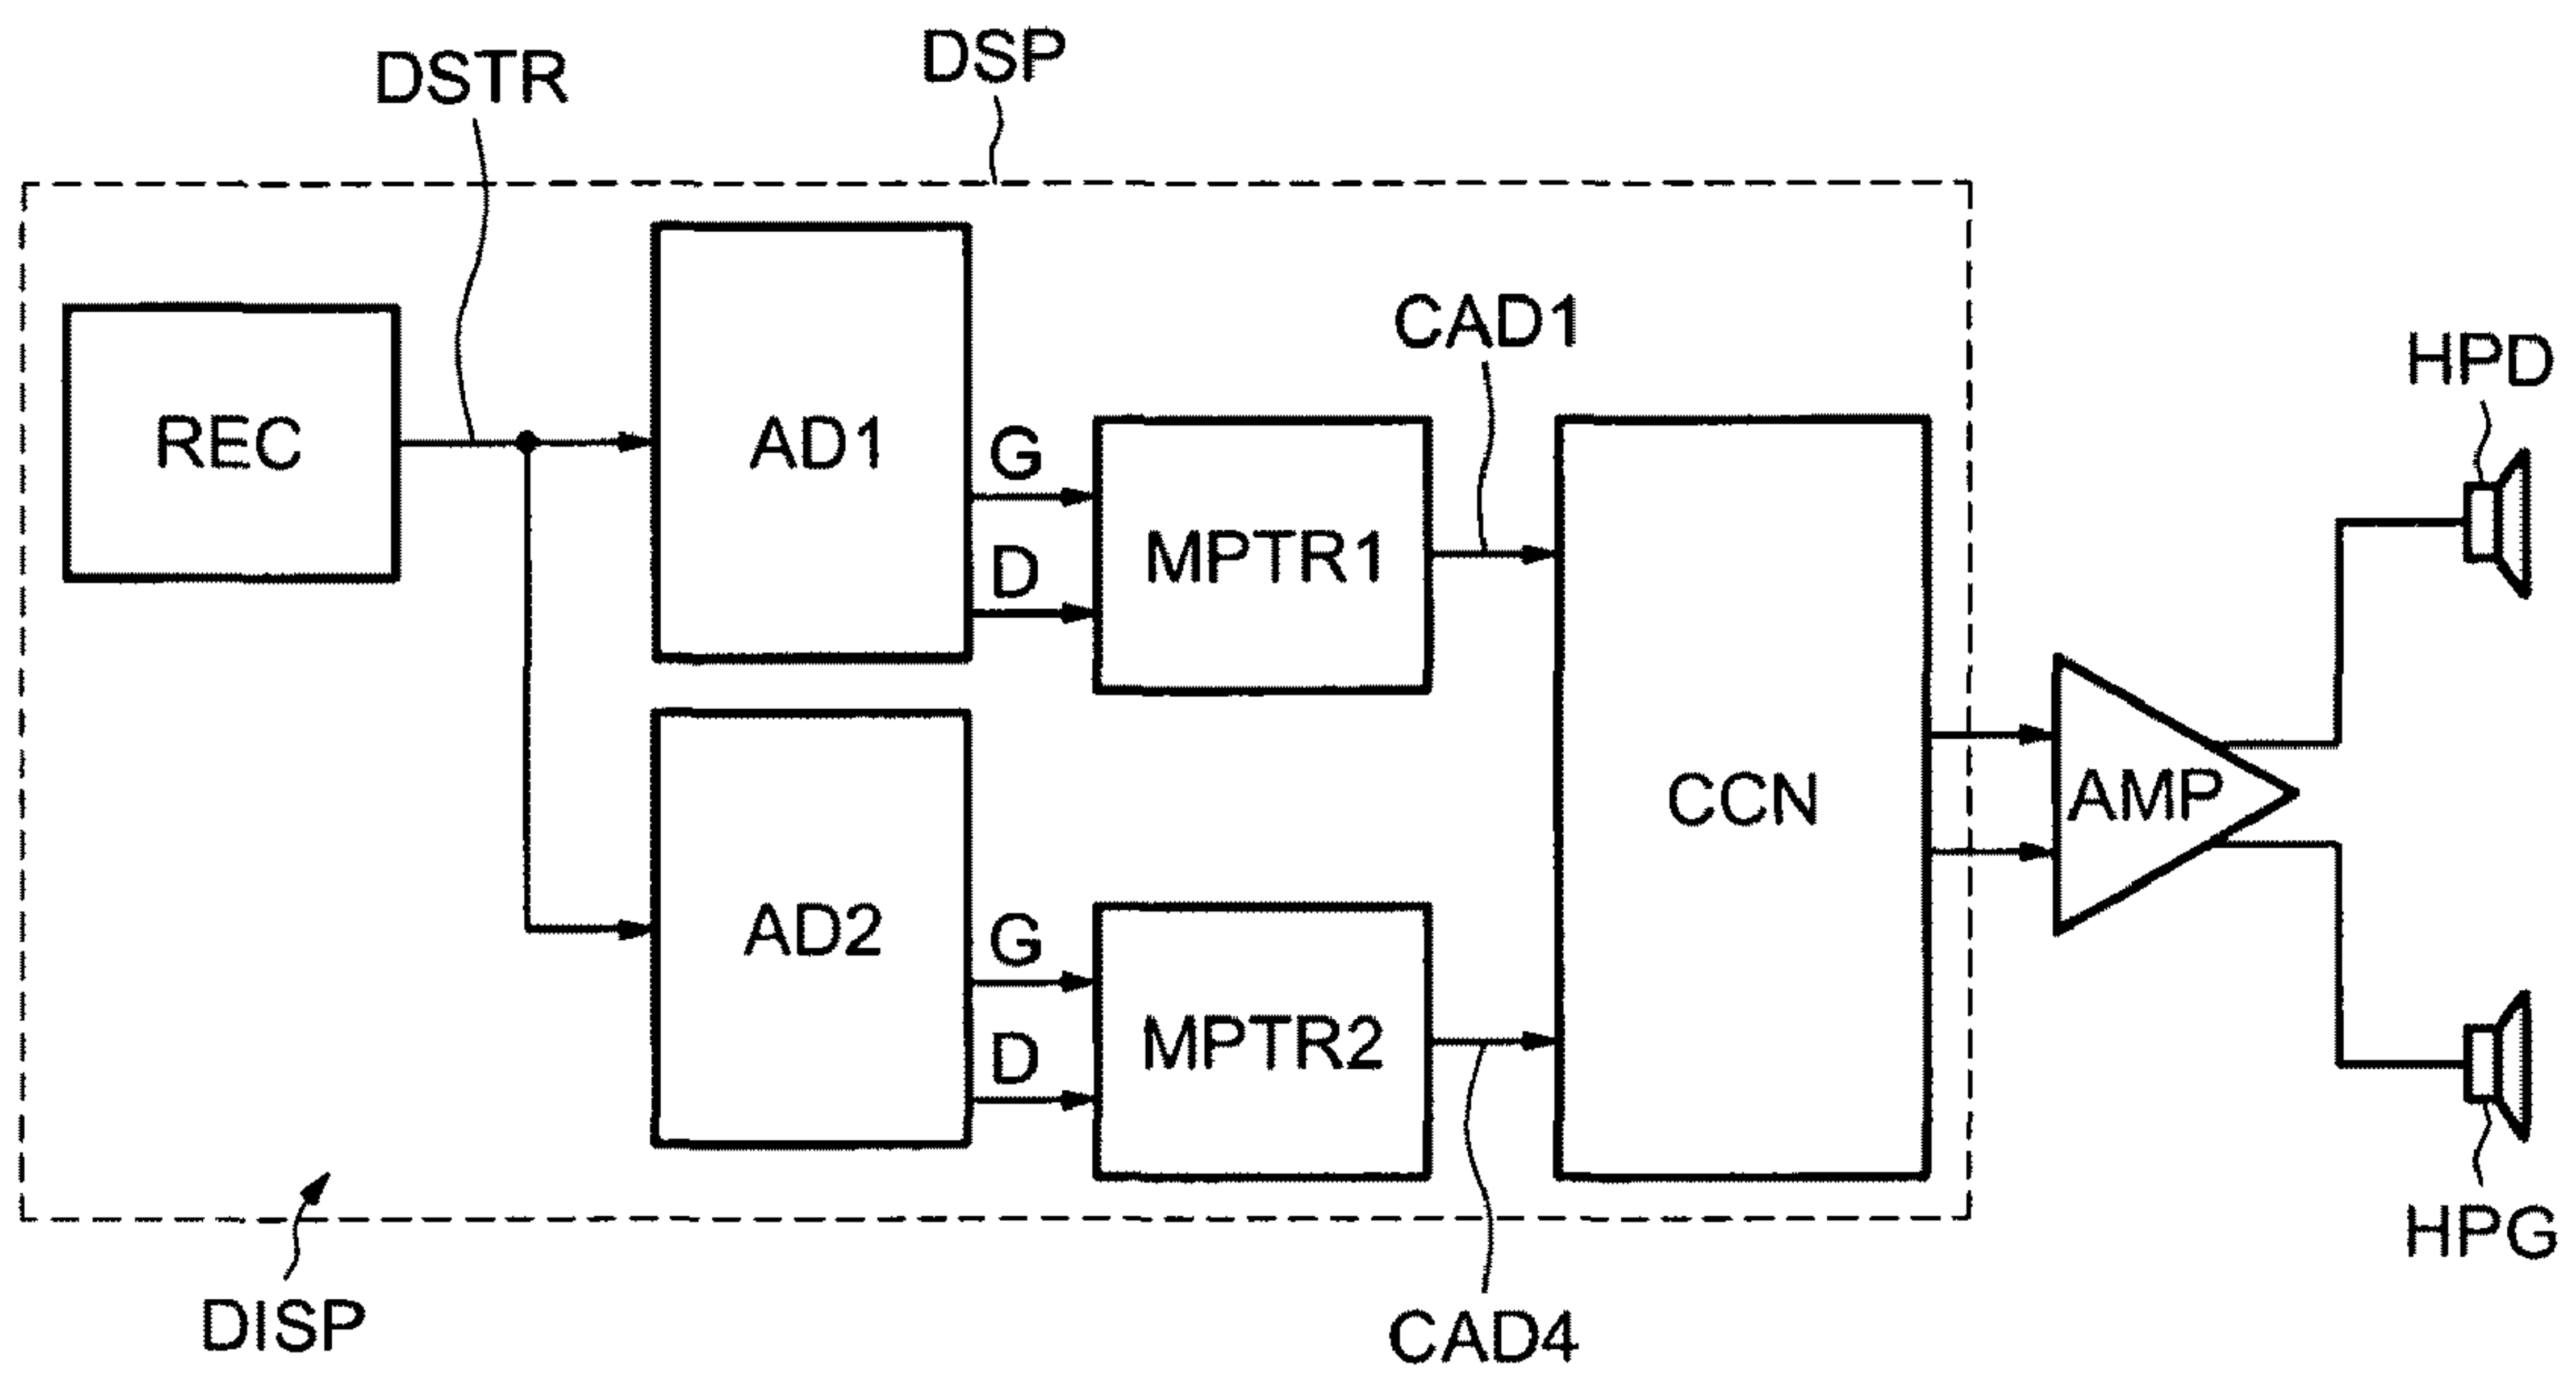 DSP
DSTR
CAD1
HPD
REC
AD1
G
D
MPTR1
CCN
AMP
AD2
G
D
MPTR2
HPG
DISP
CAD4